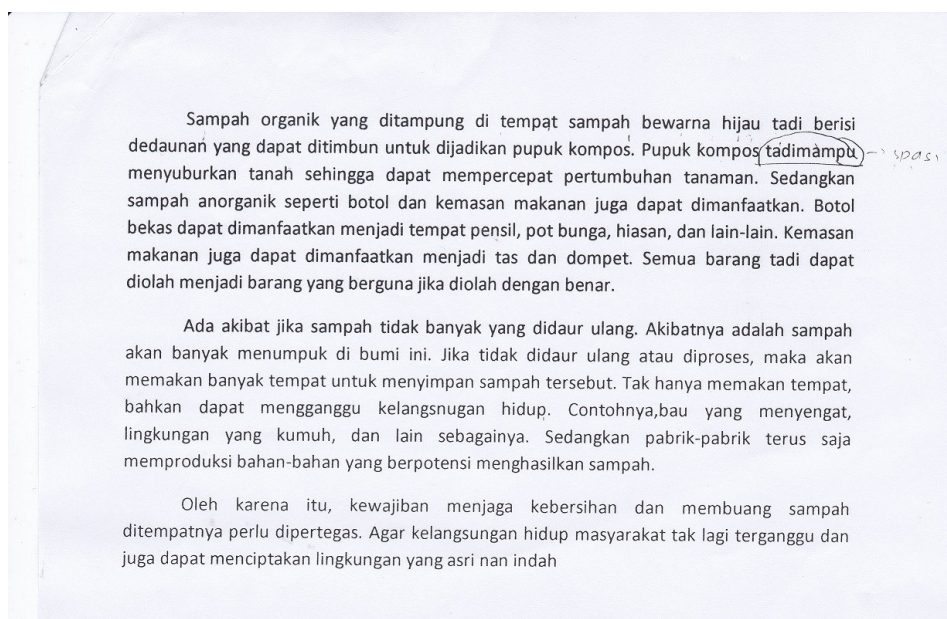 Sampah organik yang ditampung di tempat sampah bewarna hijau tadi berisi
dedaunan yang dapat ditimbun untuk dijadikan pupuk kompos. Pupuk kompos tadimampu -> spasi
menyuburkan tanah sehingga dapat mempercepat pertumbuhan tanaman. Sedangkan
sampah anorganik seperti botol dan kemasan makanan juga dapat dimanfaatkan. Botol
bekas dapat dimanfaatkan menjadi tempat pensil, pot bunga, hiasan, dan lain-lain. Kemasan
makanan juga dapat dimanfaatkan menjadi tas dan dompet. Semua barang tadi dapat
diolah menjadi barang yang berguna jika diolah dengan benar.
Ada akibat jika sampah tidak banyak yang didaur ulang. Akibatnya adalah sampah
akan banyak menumpuk di bumi ini. Jika tidak didaur ulang atau diproses, maka akan
memakan banyak tempat untuk menyimpan sampah tersebut. Tak hanya memakan tempat,
bahkan dapat mengganggu kelangsnugan hidup. Contohnya,bau yang menyengat,
lingkungan yang kumuh, dan lain sebagainya. Sedangkan pabrik-pabrik terus saja
memproduksi bahan-bahan yang berpotensi menghasilkan sampah.
Oleh karena itu, kewajiban menjaga kebersihan dan membuang sampah
ditempatnya perlu dipertegas. Agar kelangsungan hidup masyarakat tak lagi terganggu dan
juga dapat menciptakan lingkungan yang asri nan indah